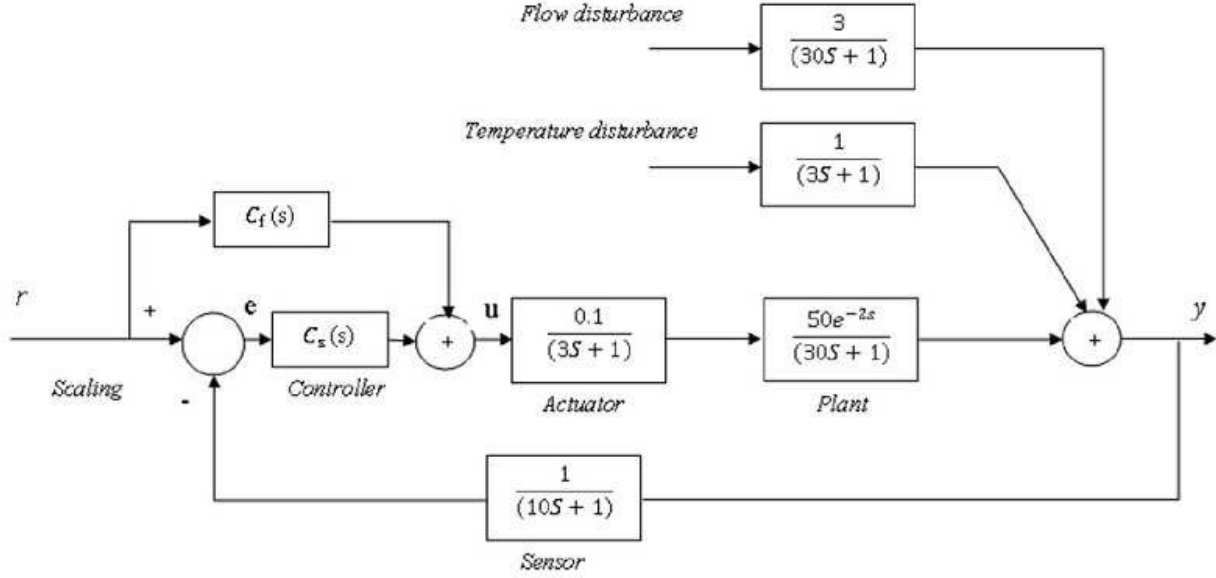 Flow disturbance
3
(30S + 1)
Temperature disturbance
1
(3S + 1)
C_f(s)
r
+
e
C_s(s)
+
u
0.1
(3S + 1)
50e^{-2s}
(30S + 1)
+
y
Scaling
-
Controller
Actuator
Plant
1
(10S + 1)
Sensor